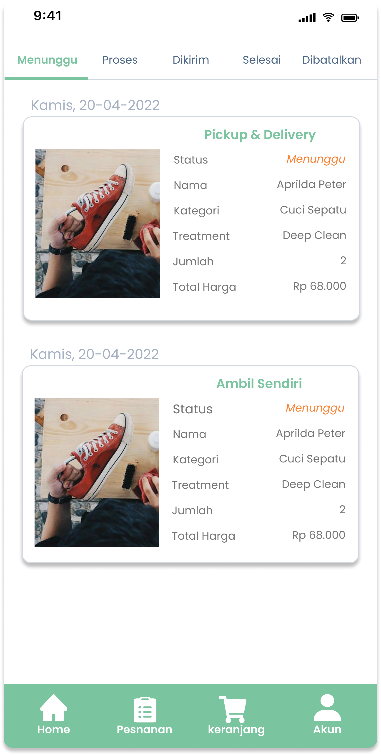 9:41
Menunggu Proses Dikirim Selesai Dibatalkan
Kamis, 20-04-2022
Pickup & Delivery
Status Menunggu
Nama Aprilda Peter
Kategori Cuci Sepatu
Treatment Deep Clean
Jumlah 2
Total Harga Rp 68.000
Kamis, 20-04-2022
Ambil Sendiri
Status Menunggu
Nama Aprilda Peter
Kategori Cuci Sepatu
Treatment Deep Clean
Jumlah 2
Total Harga Rp 68.000
Home Pesnanan keranjang Akun